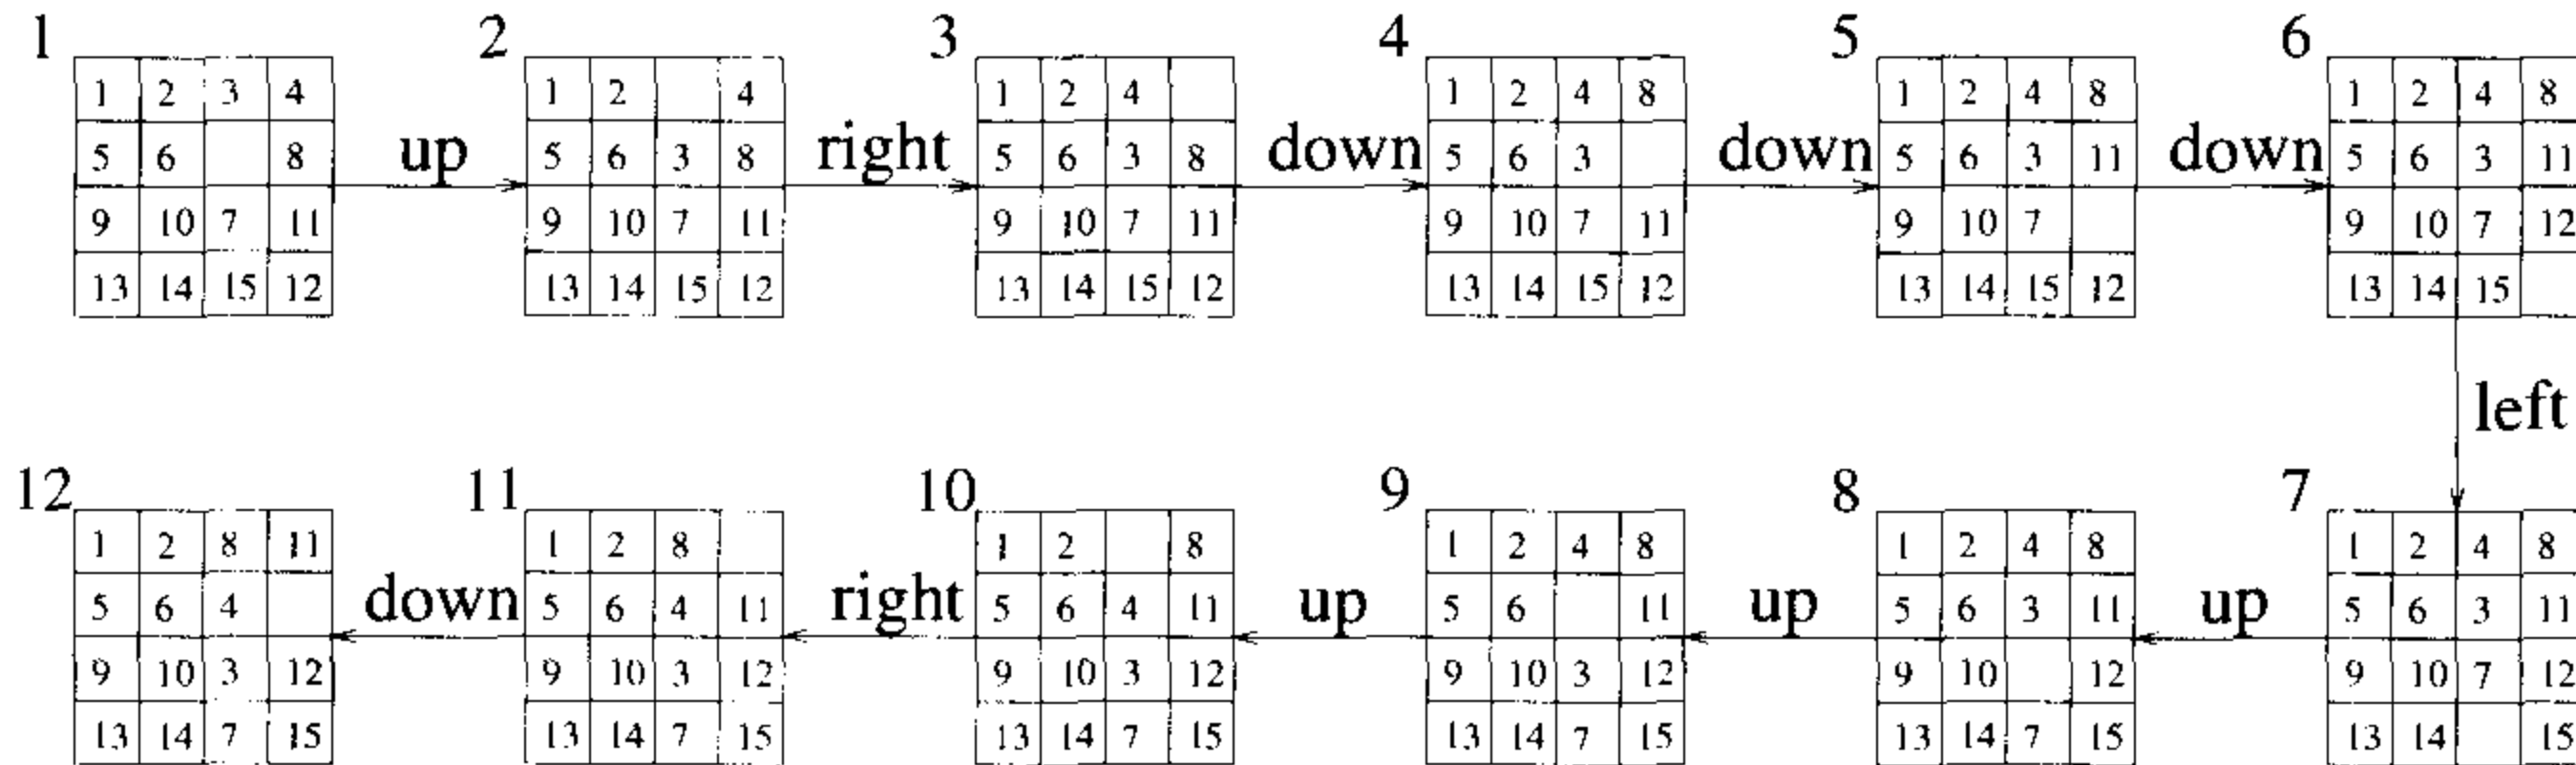 1 2 3 4 5 6
1 2 3 4 1 2 4 1 2 4 1 2 4 8 1 2 4 8 1 2 4 8
5 6 8 up 5 6 3 8 right 5 6 3 8 down 5 6 3 down 5 6 3 11 down 5 6 3 11
9 10 7 11 9 10 7 11 9 10 7 11 9 10 7 11 9 10 7 9 10 7 12
13 14 15 12 13 14 15 12 13 14 15 12 13 14 15 12 13 14 15 12 13 14 15
left
12 11 10 9 8 7
1 2 8 11 1 2 8 1 2 8 1 2 4 8 1 2 4 8 1 2 4 8
5 6 4 down 5 6 4 11 right 5 6 4 11 up 5 6 11 up 5 6 3 11 up 5 6 3 11
9 10 3 12 9 10 3 12 9 10 3 12 9 10 3 12 9 10 12 9 10 7 12
13 14 7 15 13 14 7 15 13 14 7 15 13 14 7 15 13 14 7 15 13 14 15